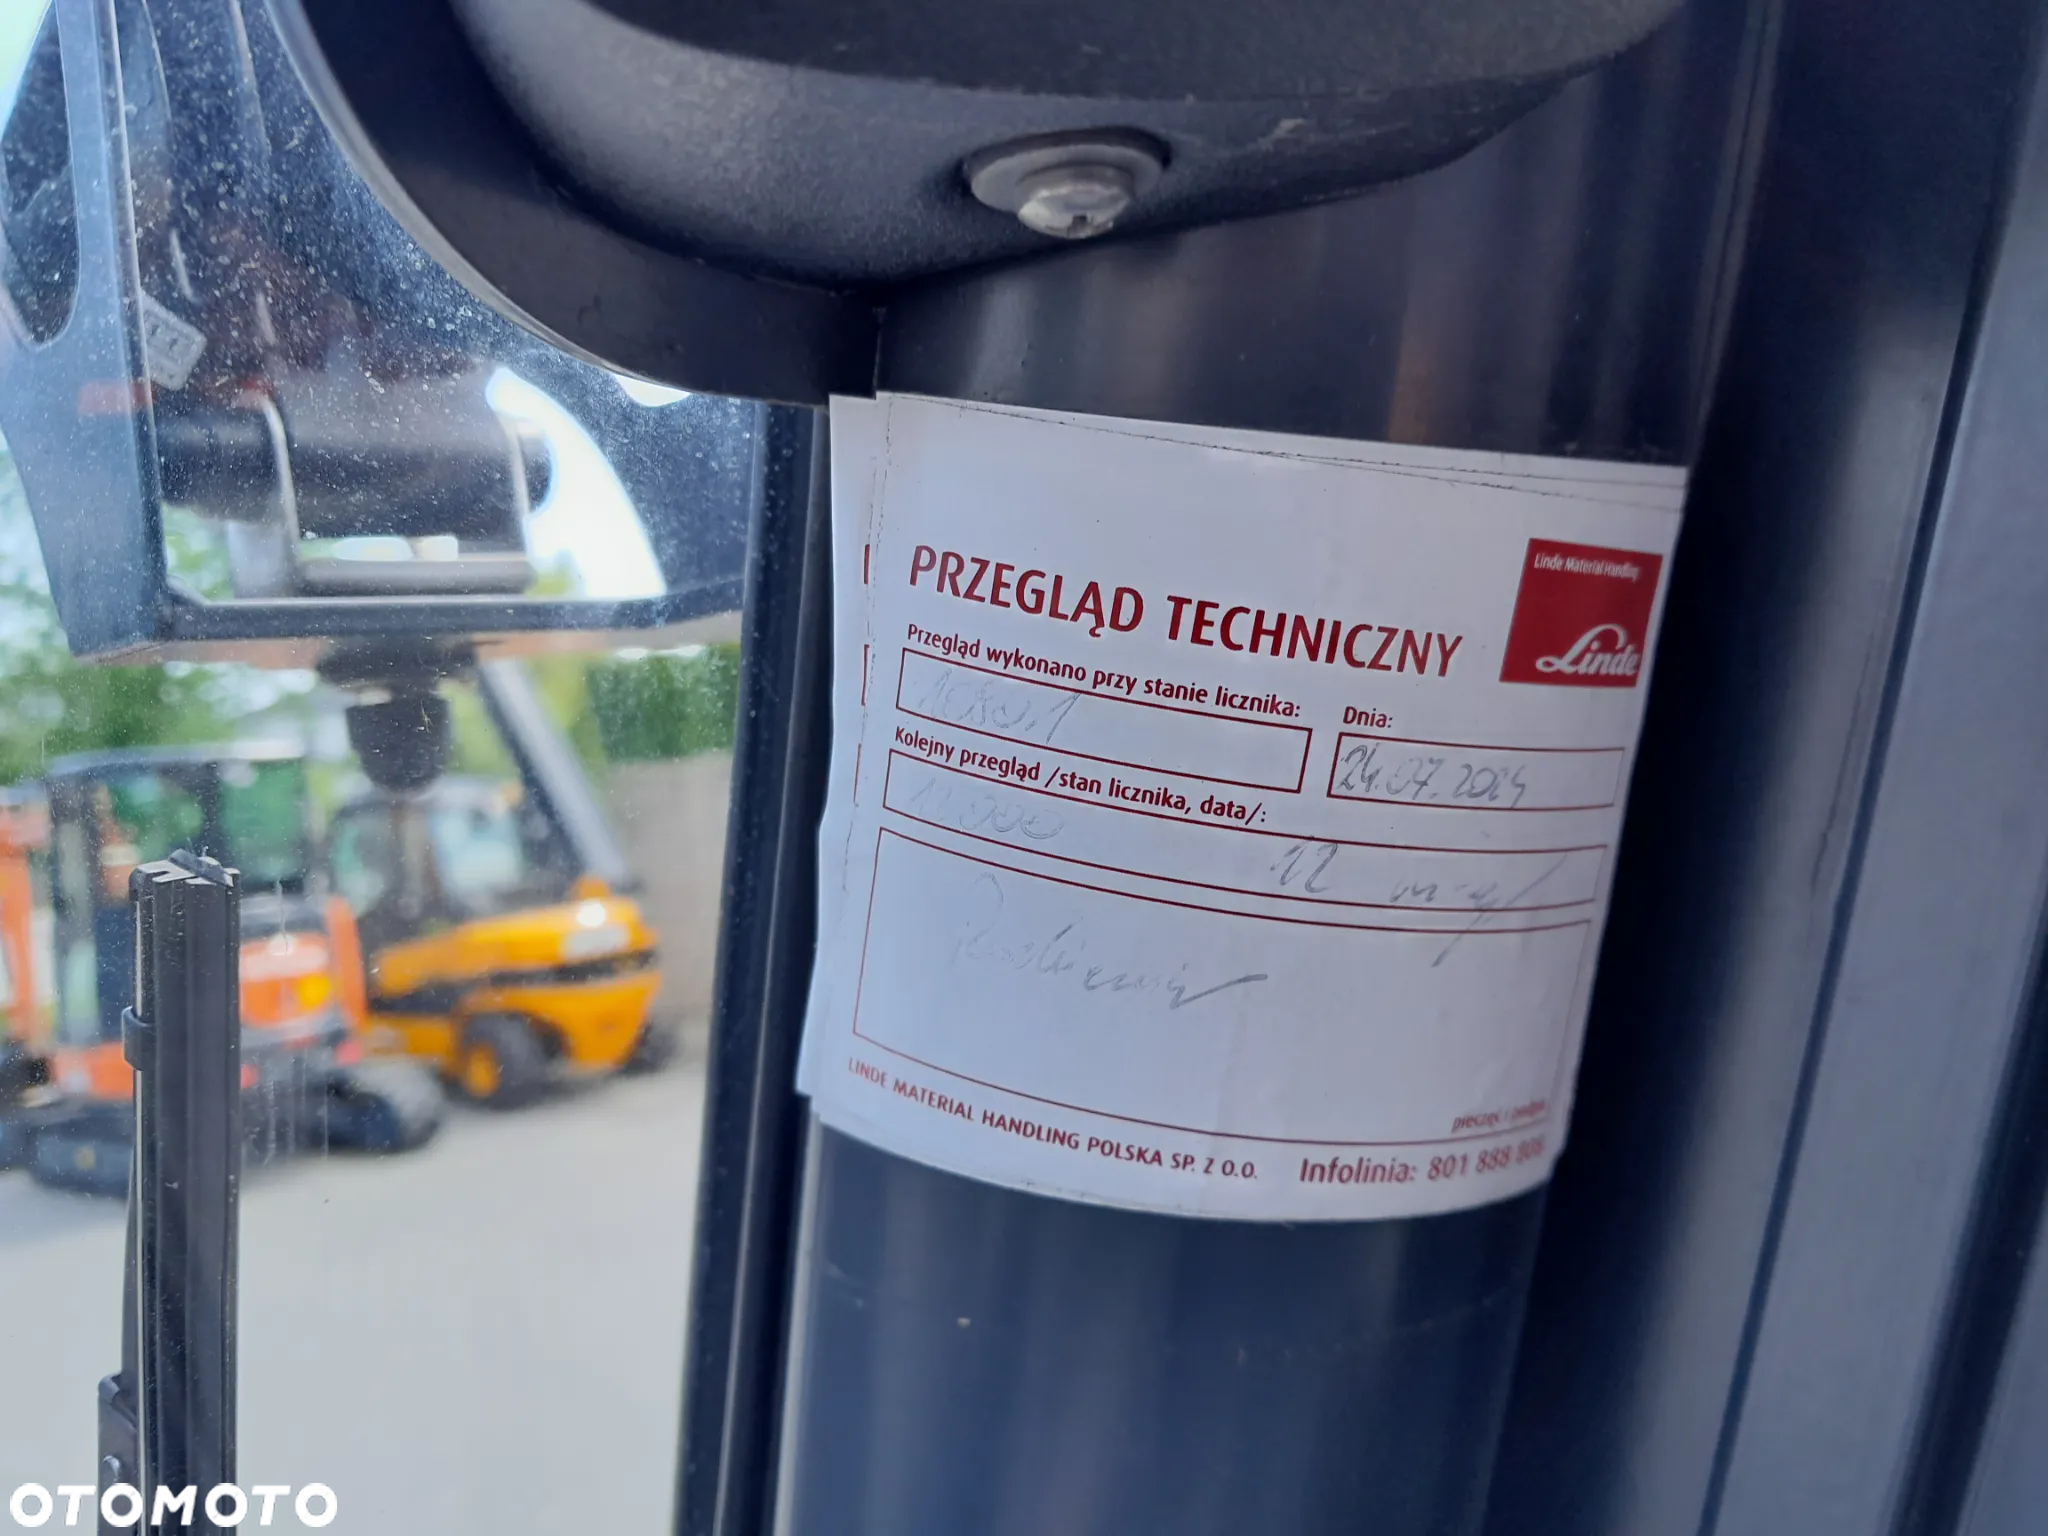 PRZEGLĄD TECHNICZNY
Linde Material Handling
Linde
Przegląd wykonano przy stanie licznika:
Dnia:
24.07.2024
Kolejny przegląd /stan licznika, data/:
12
LINDE MATERIAL HANDLING POLSKA SP. Z O.O.
pieczęć i podpis
Infolinia: 801 888 808
OTOMOTO